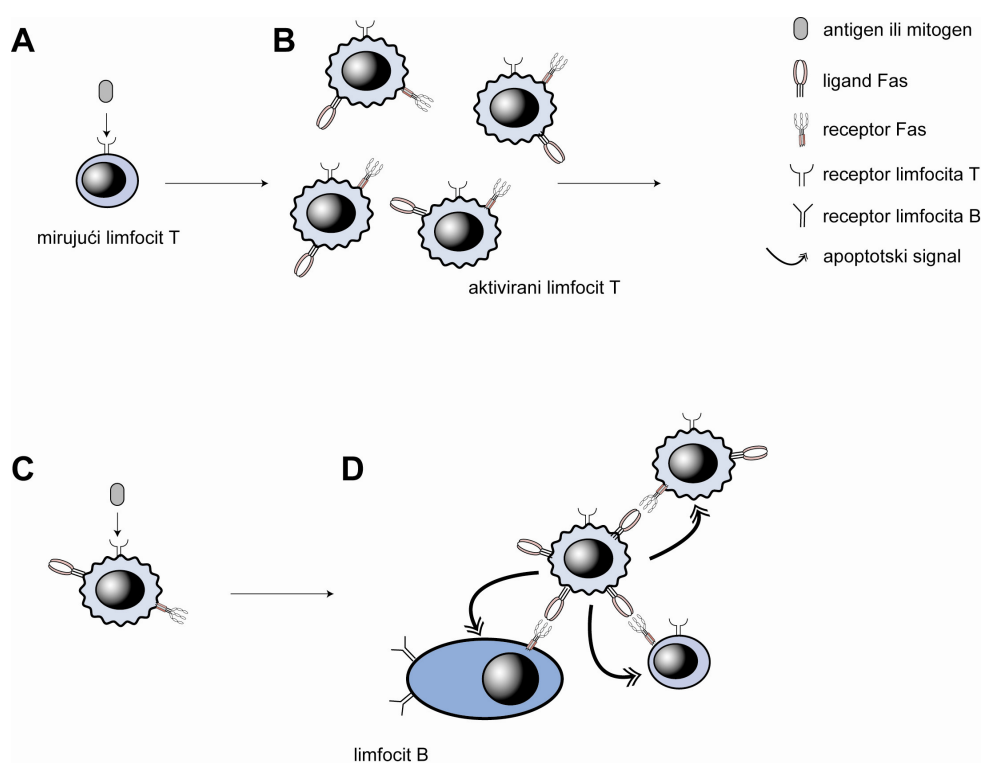 A
B
antigen ili mitogen
ligand Fas
receptor Fas
receptor limfocita T
receptor limfocita B
apoptotski signal
mirujući limfocit T
aktivirani limfocit T
C
D
limfocit B